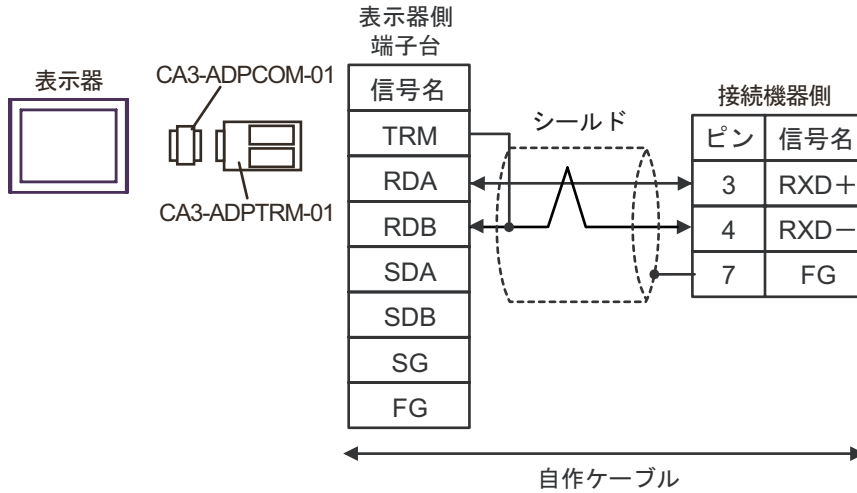 表示器
CA3-ADPCOM-01
CA3-ADPTRM-01
表示器側
端子台
信号名
TRM
RDA
RDB
SDA
SDB
SG
FG
シールド
接続機器側
ピン 信号名
3 RXD+
4 RXD−
7 FG
自作ケーブル